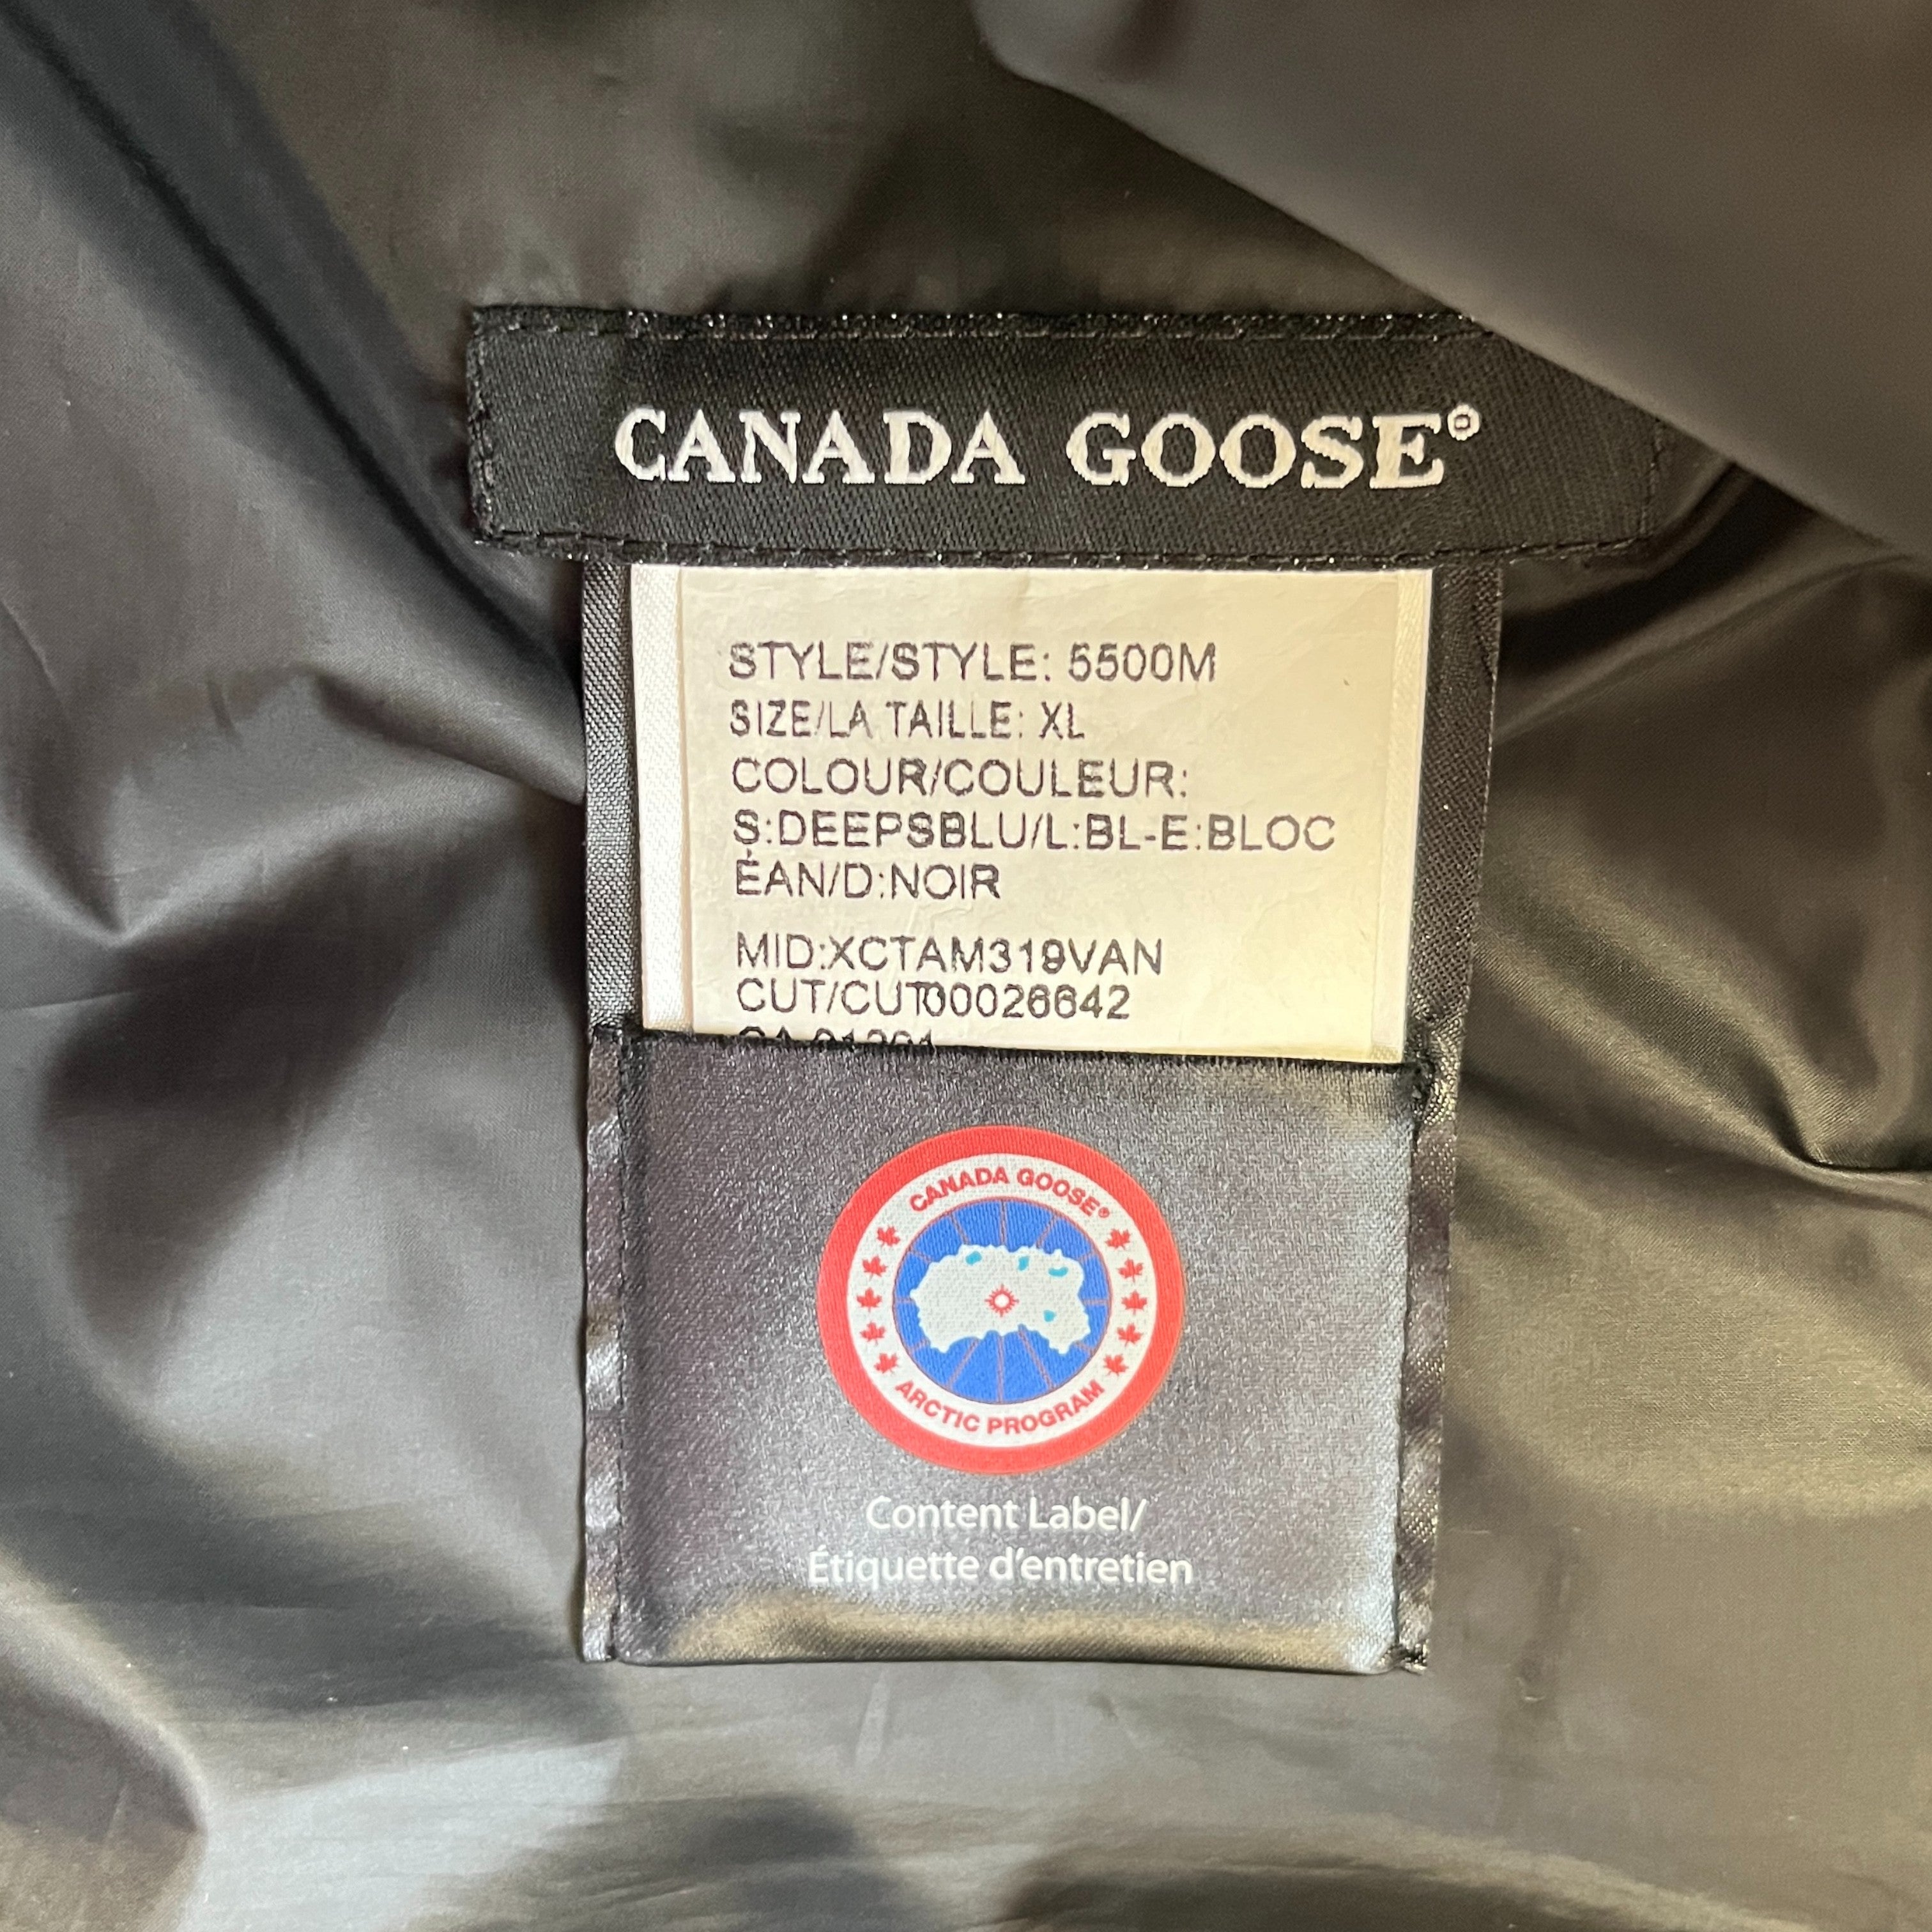 CANADA GOOSE®
STYLE/STYLE: 5500M
SIZE/LA TAILLE: XL
COLOUR/COULEUR:
S:DEEPSBLU/L:BL-E:BLOC
ÉAN/D:NOIR
MID:XCTAM319VAN
CUT/CUT00026642
CANADA GOOSE®
ARCTIC PROGRAM
Content Label/
Étiquette d'entretien